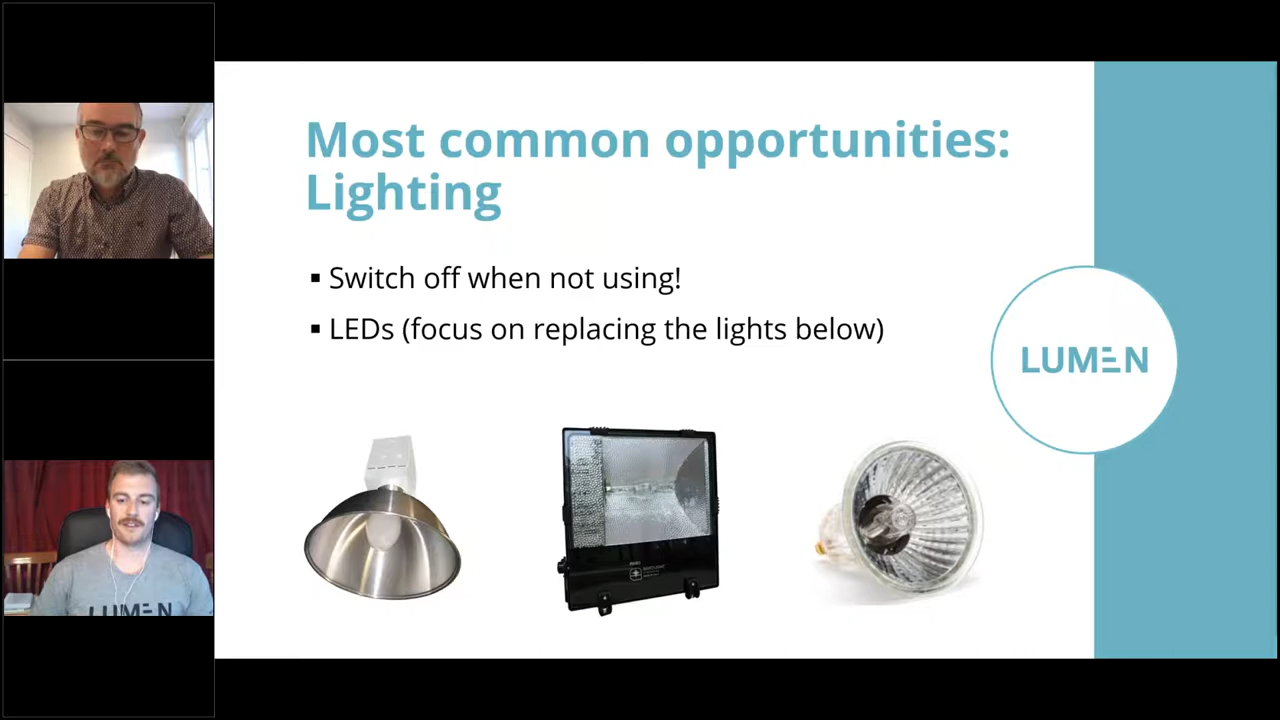 Most common opportunities:
Lighting
▪ Switch off when not using!
▪ LEDs (focus on replacing the lights below)
LUMEN
LUMEN